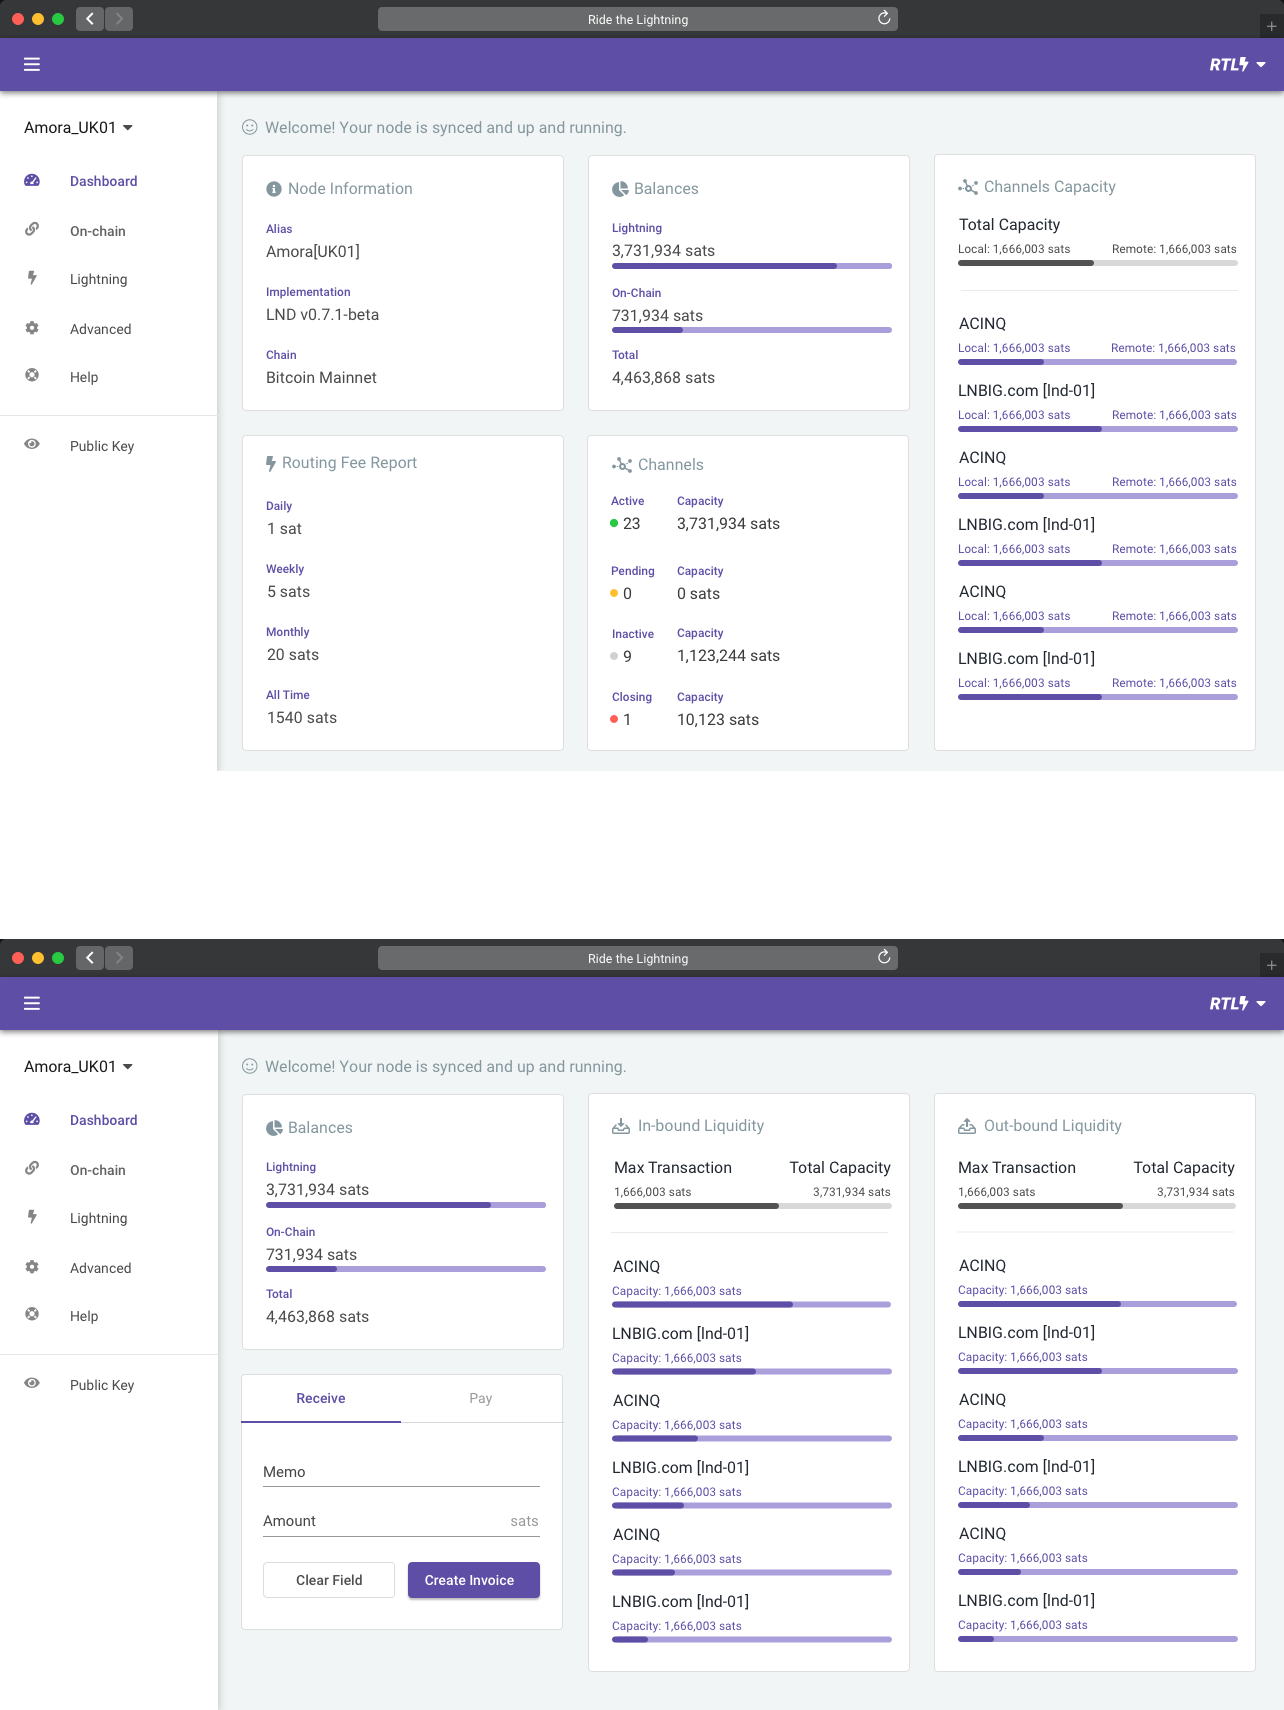 Ride the Lightning
RTL
Amora_UK01
Dashboard
On-chain
Lightning
Advanced
Help
Public Key
Welcome! Your node is synced and up and running.
Node Information
Alias
Amora[UK01]
Implementation
LND v0.7.1-beta
Chain
Bitcoin Mainnet
Balances
Lightning
3,731,934 sats
On-Chain
731,934 sats
Total
4,463,868 sats
Channels Capacity
Total Capacity
Local: 1,666,003 sats Remote: 1,666,003 sats
ACINQ
Local: 1,666,003 sats Remote: 1,666,003 sats
LNBIG.com [lnd-01]
Local: 1,666,003 sats Remote: 1,666,003 sats
ACINQ
Local: 1,666,003 sats Remote: 1,666,003 sats
LNBIG.com [lnd-01]
Local: 1,666,003 sats Remote: 1,666,003 sats
ACINQ
Local: 1,666,003 sats Remote: 1,666,003 sats
LNBIG.com [lnd-01]
Local: 1,666,003 sats Remote: 1,666,003 sats
Routing Fee Report
Daily
1 sat
Weekly
5 sats
Monthly
20 sats
All Time
1540 sats
Channels
Active Capacity
23 3,731,934 sats
Pending Capacity
0 0 sats
Inactive Capacity
9 1,123,244 sats
Closing Capacity
1 10,123 sats
Ride the Lightning
RTL
Amora_UK01
Dashboard
On-chain
Lightning
Advanced
Help
Public Key
Welcome! Your node is synced and up and running.
Balances
Lightning
3,731,934 sats
On-Chain
731,934 sats
Total
4,463,868 sats
Receive Pay
Memo
Amount sats
Clear Field Create Invoice
In-bound Liquidity
Max Transaction Total Capacity
1,666,003 sats 3,731,934 sats
ACINQ
Capacity: 1,666,003 sats
LNBIG.com [lnd-01]
Capacity: 1,666,003 sats
ACINQ
Capacity: 1,666,003 sats
LNBIG.com [lnd-01]
Capacity: 1,666,003 sats
ACINQ
Capacity: 1,666,003 sats
LNBIG.com [lnd-01]
Capacity: 1,666,003 sats
Out-bound Liquidity
Max Transaction Total Capacity
1,666,003 sats 3,731,934 sats
ACINQ
Capacity: 1,666,003 sats
LNBIG.com [lnd-01]
Capacity: 1,666,003 sats
ACINQ
Capacity: 1,666,003 sats
LNBIG.com [lnd-01]
Capacity: 1,666,003 sats
ACINQ
Capacity: 1,666,003 sats
LNBIG.com [lnd-01]
Capacity: 1,666,003 sats